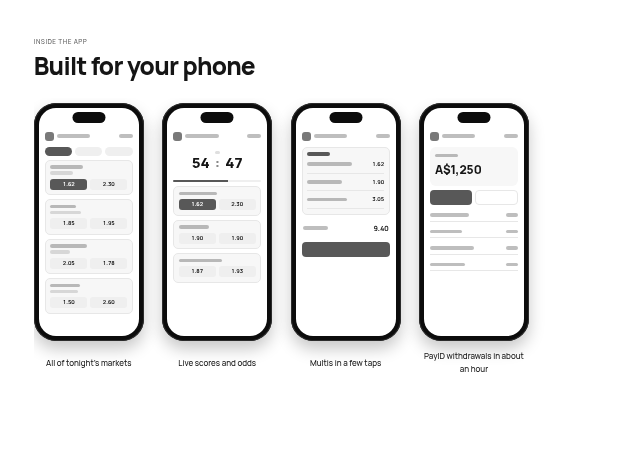 INSIDE THE APP
Built for your phone
1.62 2.30
1.85 1.95
2.05 1.78
1.50 2.60
All of tonight's markets
54 : 47
1.62 2.30
1.90 1.90
1.87 1.93
Live scores and odds
1.62
1.90
3.05
9.40
Multis in a few taps
A$1,250
PayID withdrawals in about
an hour